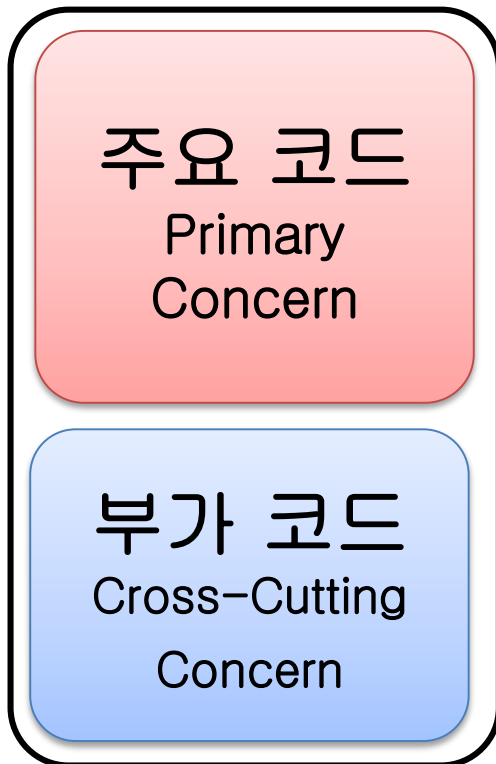 주요 코드
Primary
Concern
부가 코드
Cross-Cutting
Concern